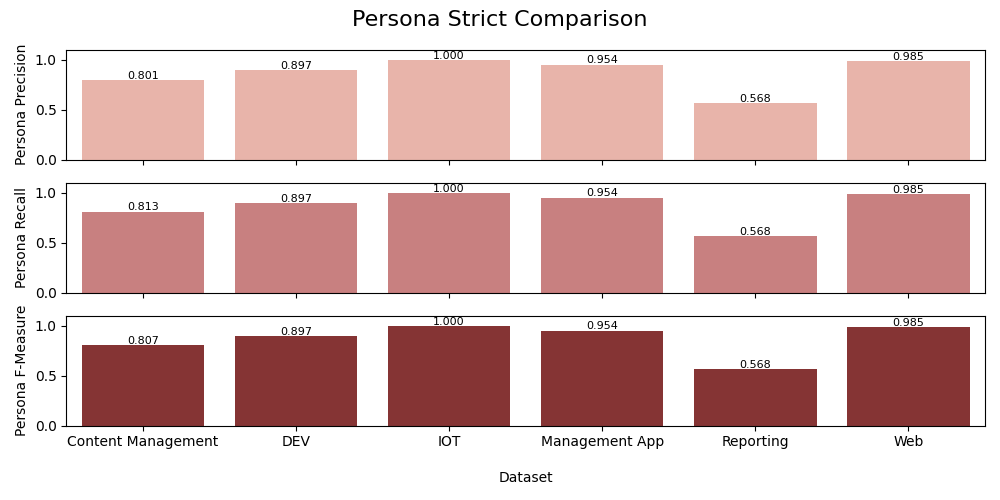 Persona Strict Comparison
Persona Precision
1.0
0.5
0.0
0.801
0.897
1.000
0.954
0.568
0.985
Persona Recall
1.0
0.5
0.0
0.813
0.897
1.000
0.954
0.568
0.985
Persona F-Measure
1.0
0.5
0.0
0.807
0.897
1.000
0.954
0.568
0.985
Content Management
DEV
IOT
Management App
Reporting
Web
Dataset